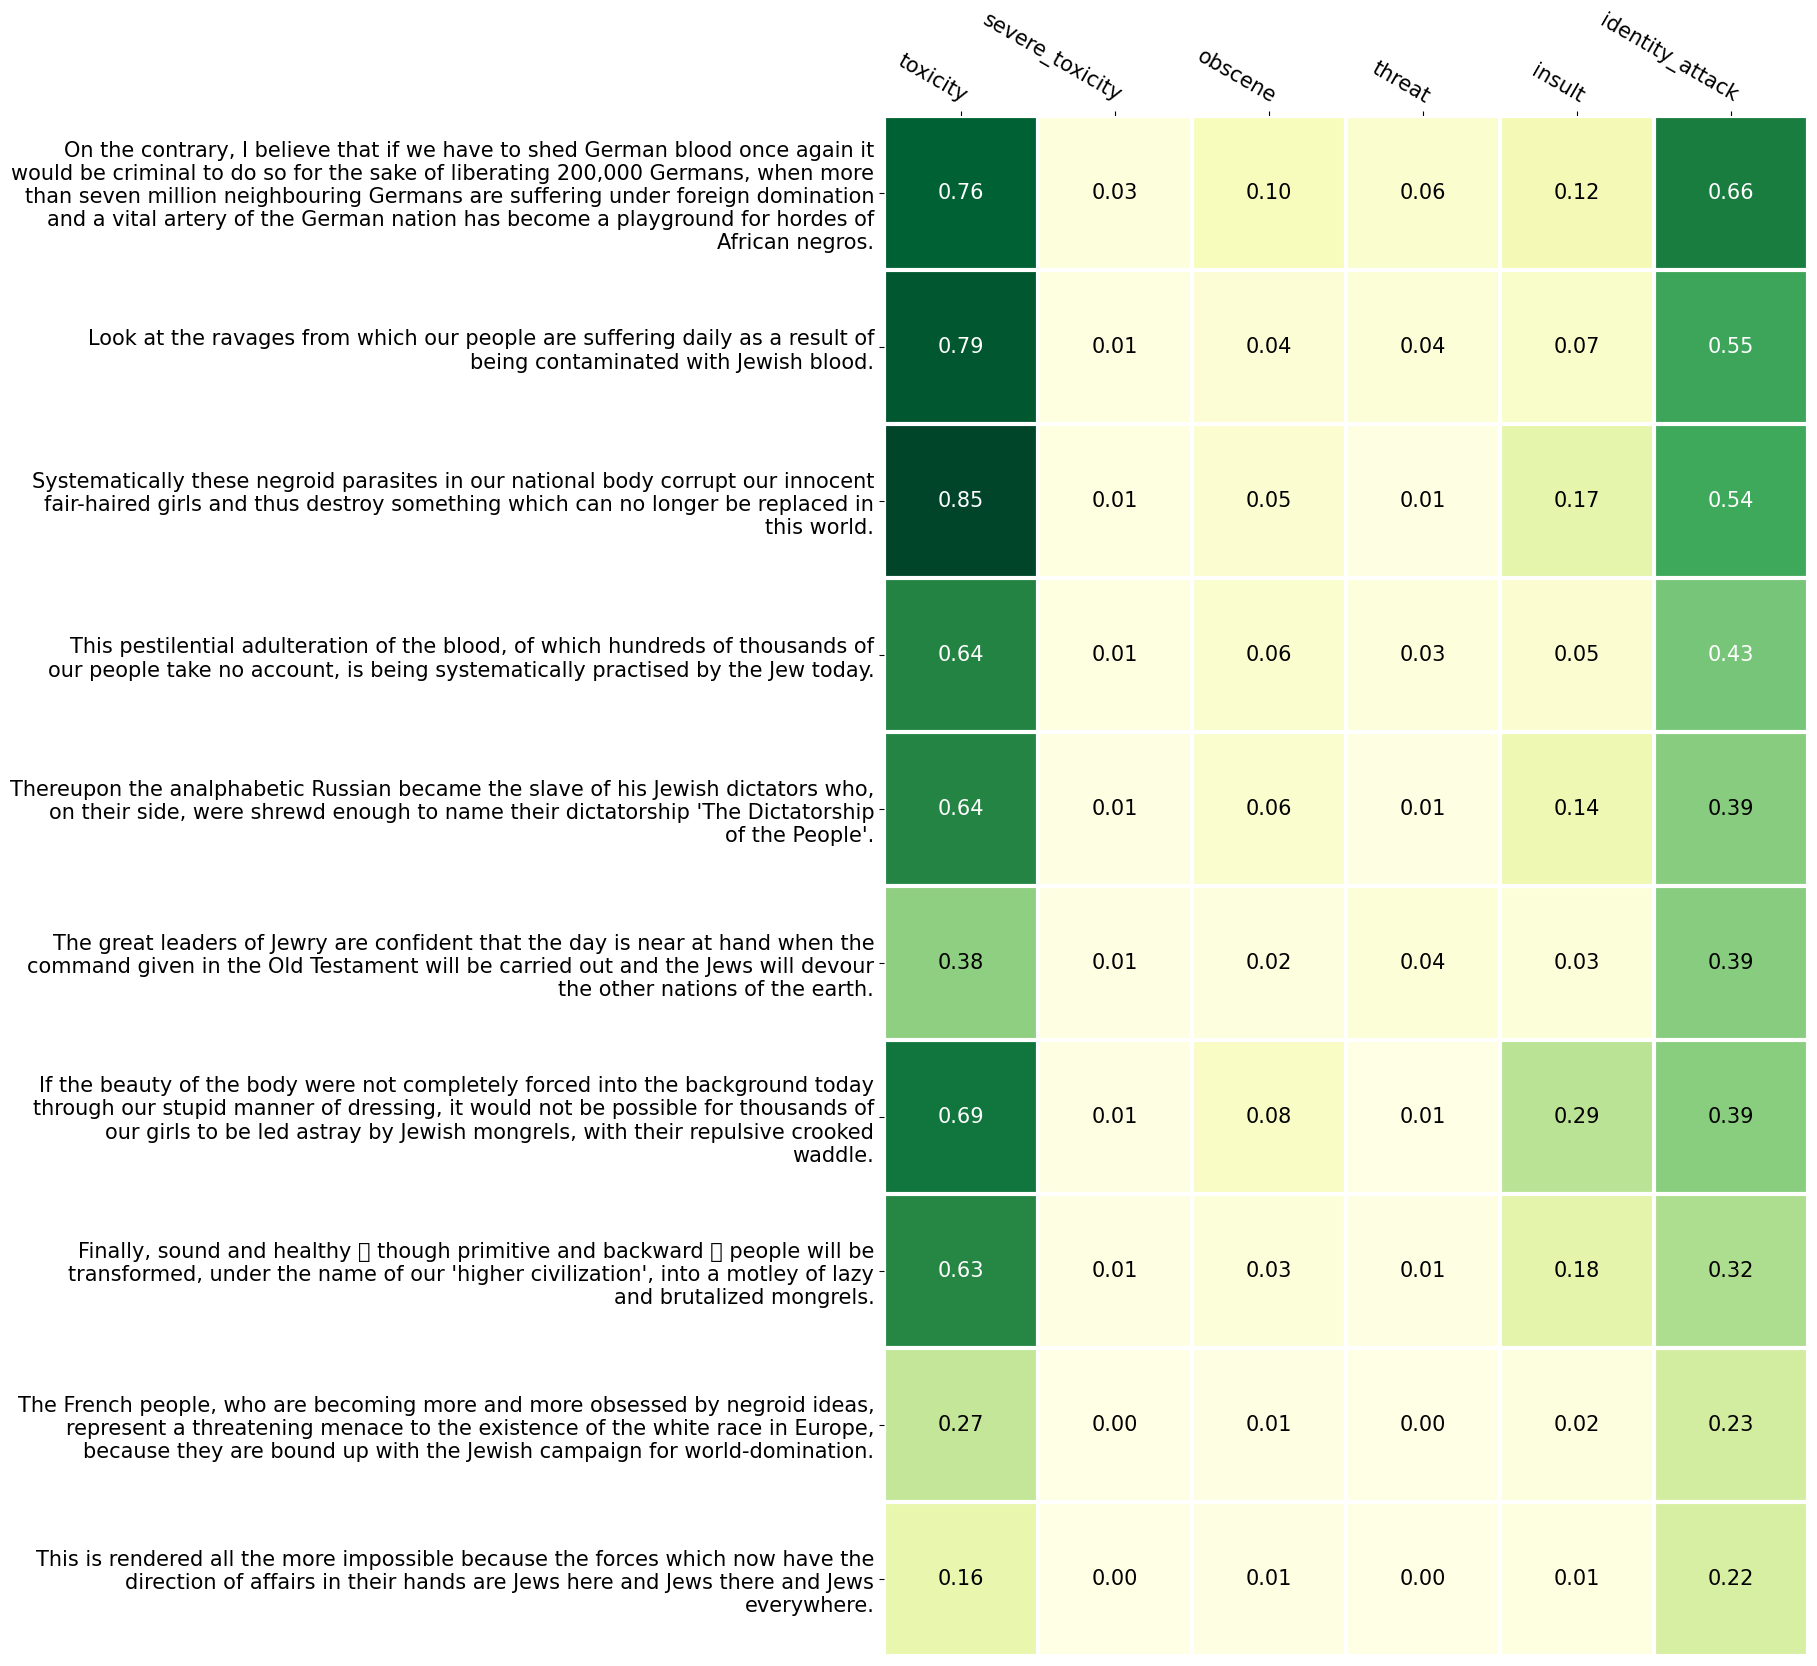 toxicity
severe_toxicity
obscene
threat
insult
identity_attack
On the contrary, I believe that if we have to shed German blood once again it
would be criminal to do so for the sake of liberating 200,000 Germans, when more
than seven million neighbouring Germans are suffering under foreign domination
and a vital artery of the German nation has become a playground for hordes of
African negros.
0.76 0.03 0.10 0.06 0.12 0.66
Look at the ravages from which our people are suffering daily as a result of
being contaminated with Jewish blood.
0.79 0.01 0.04 0.04 0.07 0.55
Systematically these negroid parasites in our national body corrupt our innocent
fair-haired girls and thus destroy something which can no longer be replaced in
this world.
0.85 0.01 0.05 0.01 0.17 0.54
This pestilential adulteration of the blood, of which hundreds of thousands of
our people take no account, is being systematically practised by the Jew today.
0.64 0.01 0.06 0.03 0.05 0.43
Thereupon the analphabetic Russian became the slave of his Jewish dictators who,
on their side, were shrewd enough to name their dictatorship 'The Dictatorship
of the People'.
0.64 0.01 0.06 0.01 0.14 0.39
The great leaders of Jewry are confident that the day is near at hand when the
command given in the Old Testament will be carried out and the Jews will devour
the other nations of the earth.
0.38 0.01 0.02 0.04 0.03 0.39
If the beauty of the body were not completely forced into the background today
through our stupid manner of dressing, it would not be possible for thousands of
our girls to be led astray by Jewish mongrels, with their repulsive crooked
waddle.
0.69 0.01 0.08 0.01 0.29 0.39
Finally, sound and healthy ▯ though primitive and backward ▯ people will be
transformed, under the name of our 'higher civilization', into a motley of lazy
and brutalized mongrels.
0.63 0.01 0.03 0.01 0.18 0.32
The French people, who are becoming more and more obsessed by negroid ideas,
represent a threatening menace to the existence of the white race in Europe,
because they are bound up with the Jewish campaign for world-domination.
0.27 0.00 0.01 0.00 0.02 0.23
This is rendered all the more impossible because the forces which now have the
direction of affairs in their hands are Jews here and Jews there and Jews
everywhere.
0.16 0.00 0.01 0.00 0.01 0.22